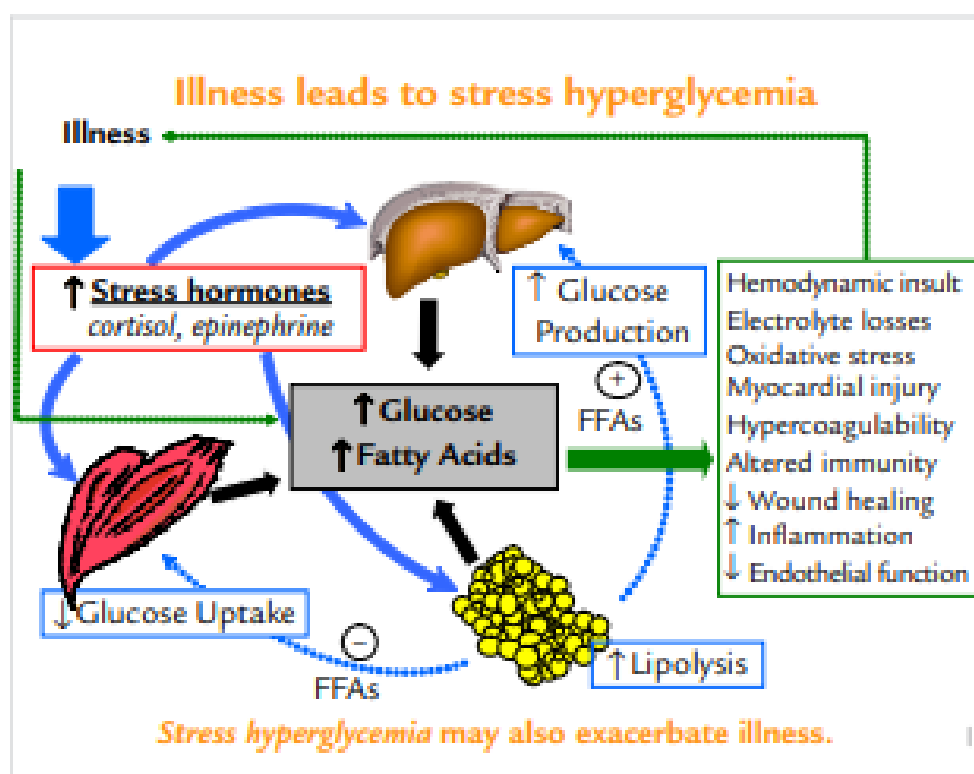 Illness leads to stress hyperglycemia
Illness
↑ Stress hormones
cortisol, epinephrine
↑ Glucose
Production
+
FFAs
↑ Glucose
↑ Fatty Acids
Hemodynamic insult
Electrolyte losses
Oxidative stress
Myocardial injury
Hypercoagulability
Altered immunity
↓ Wound healing
↑ Inflammation
↓ Endothelial function
↓ Glucose Uptake
−
FFAs
↑ Lipolysis
Stress hyperglycemia may also exacerbate illness.